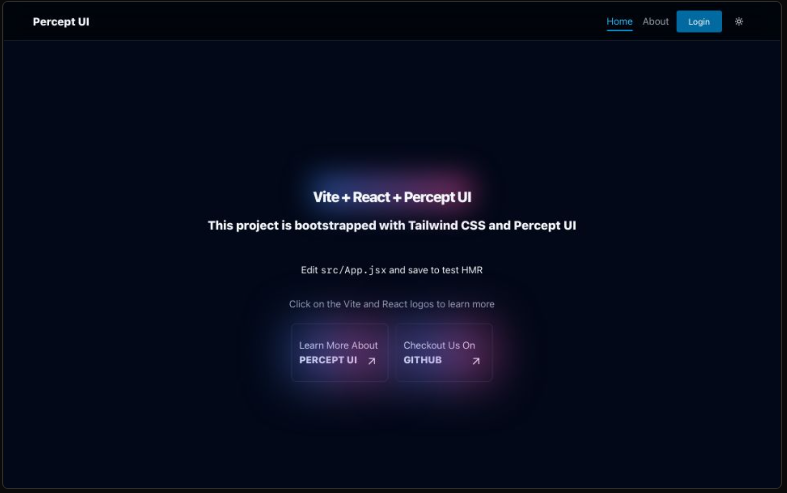 Percept UI
Home About Login
Vite + React + Percept UI
This project is bootstrapped with Tailwind CSS and Percept UI
Edit src/App.jsx and save to test HMR
Click on the Vite and React logos to learn more
Learn More About
PERCEPT UI
Checkout Us On
GITHUB